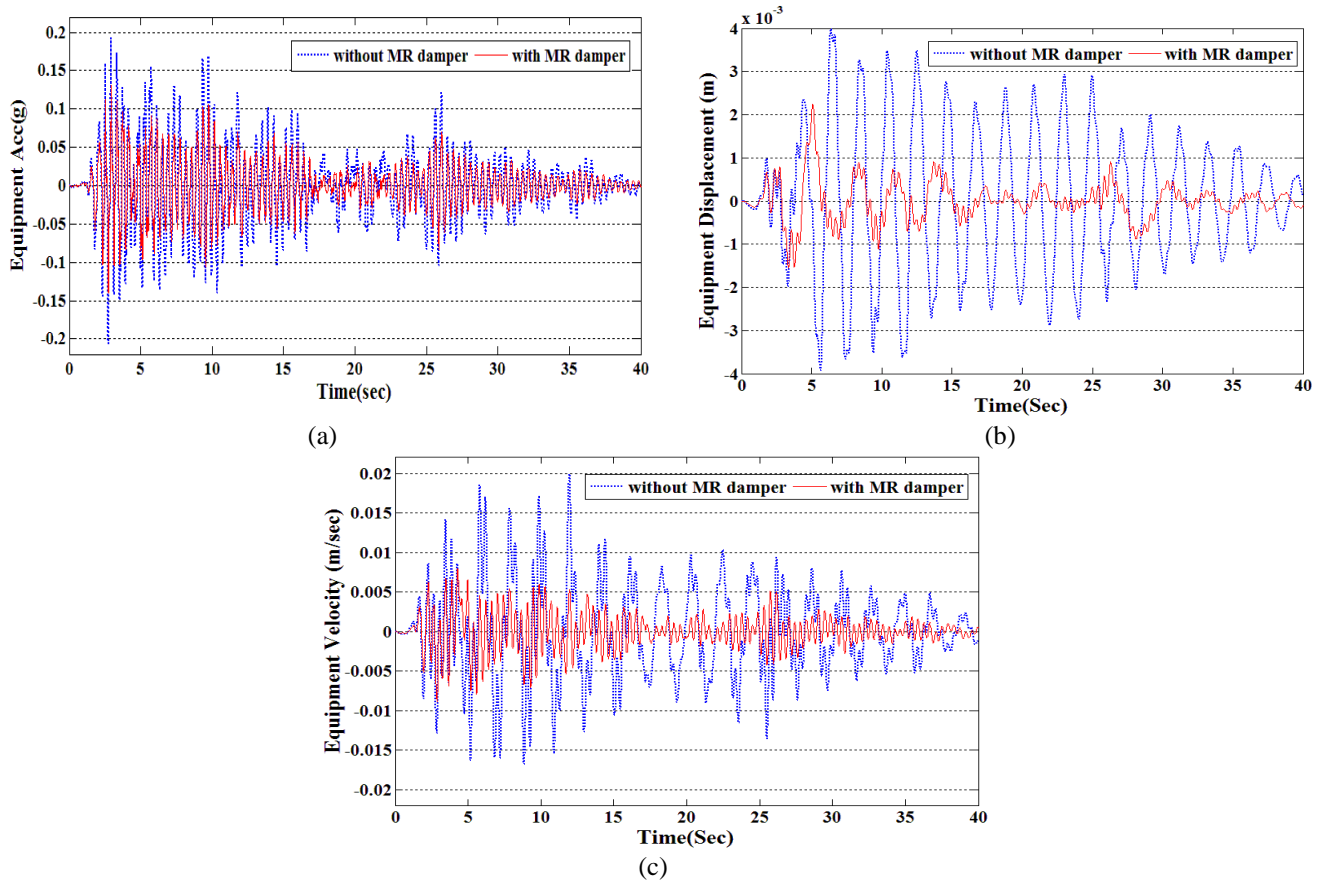 0.2
0.15
0.1
0.05
0
-0.05
-0.1
-0.15
-0.2
Equipment Acc(g)
without MR damper with MR damper
0 5 10 15 20 25 30 35 40
Time(sec)
(a)
x 10⁻³
4
3
2
1
0
-1
-2
-3
-4
Equipment Displacement (m)
without MR damper with MR damper
0 5 10 15 20 25 30 35 40
Time(Sec)
(b)
0.02
0.015
0.01
0.005
0
-0.005
-0.01
-0.015
-0.02
Equipment Velocity (m/sec)
without MR damper with MR damper
0 5 10 15 20 25 30 35 40
Time(Sec)
(c)